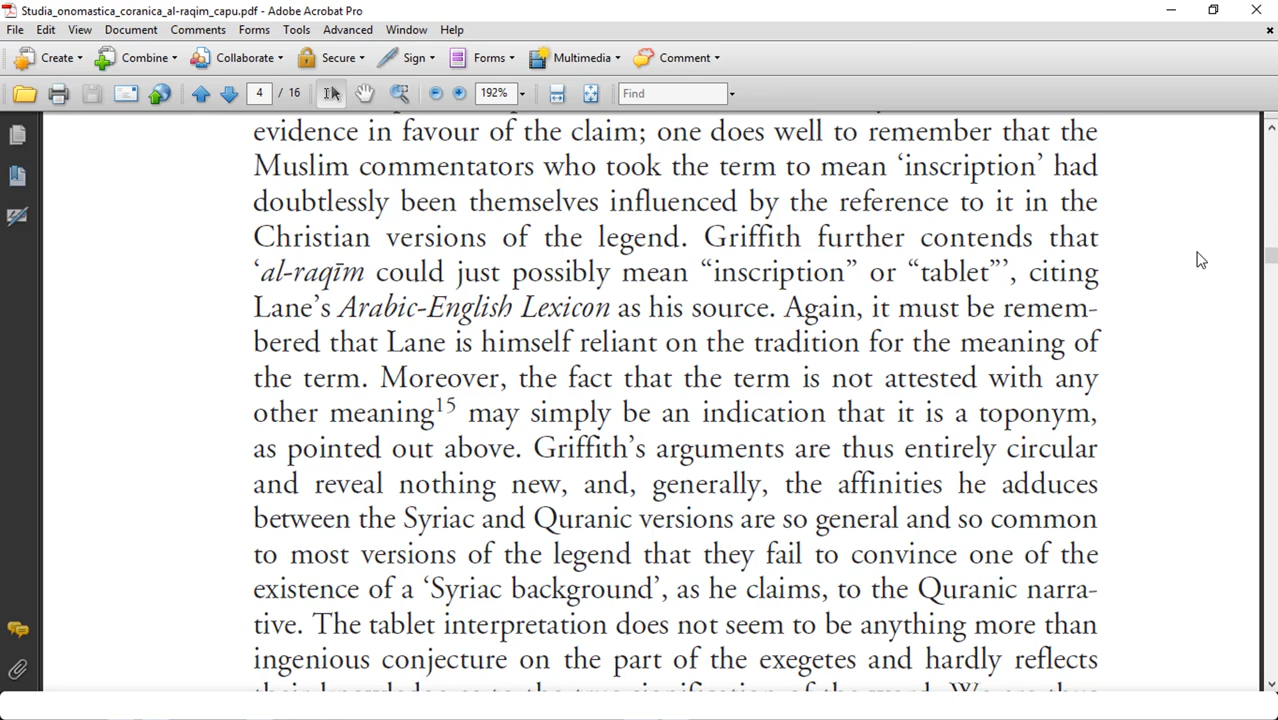 Studia_onomastica_coranica_al-raqim_capu.pdf - Adobe Acrobat Pro
File Edit View Document Comments Forms Tools Advanced Window Help
Create Combine Collaborate Secure Sign Forms Multimedia Comment
4 / 16 192% Find
evidence in favour of the claim; one does well to remember that the
Muslim commentators who took the term to mean ‘inscription’ had
doubtlessly been themselves influenced by the reference to it in the
Christian versions of the legend. Griffith further contends that
‘al-raqīm could just possibly mean “inscription” or “tablet”’, citing
Lane’s Arabic-English Lexicon as his source. Again, it must be remem-
bered that Lane is himself reliant on the tradition for the meaning of
the term. Moreover, the fact that the term is not attested with any
other meaning15 may simply be an indication that it is a toponym,
as pointed out above. Griffith’s arguments are thus entirely circular
and reveal nothing new, and, generally, the affinities he adduces
between the Syriac and Quranic versions are so general and so common
to most versions of the legend that they fail to convince one of the
existence of a ‘Syriac background’, as he claims, to the Quranic narra-
tive. The tablet interpretation does not seem to be anything more than
ingenious conjecture on the part of the exegetes and hardly reflects